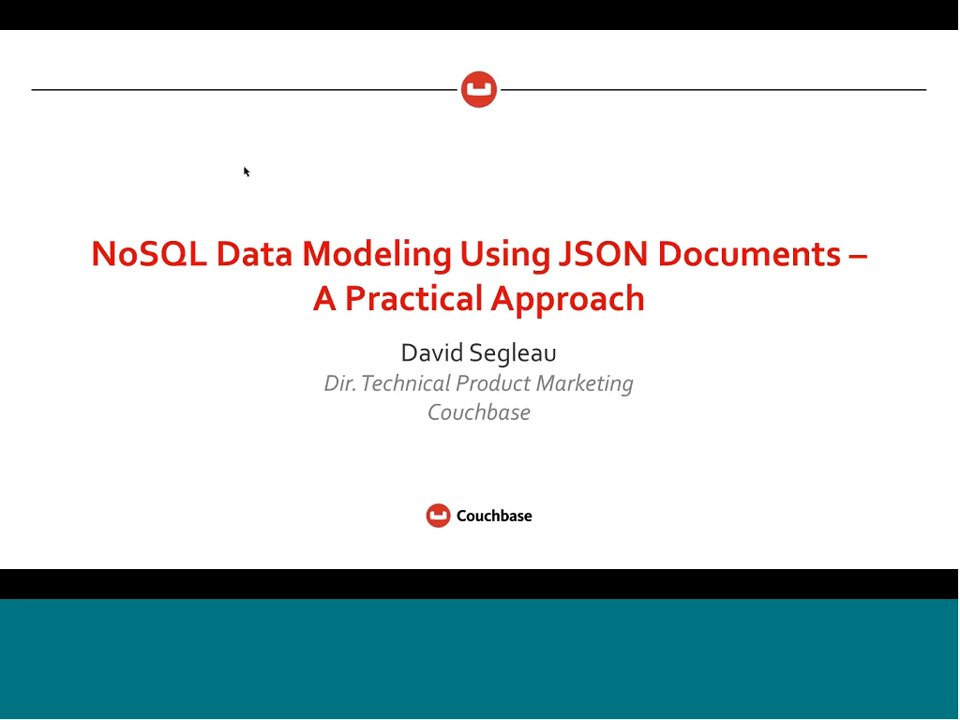 NoSQL Data Modeling Using JSON Documents –
A Practical Approach
David Segleau
Dir. Technical Product Marketing
Couchbase
Couchbase